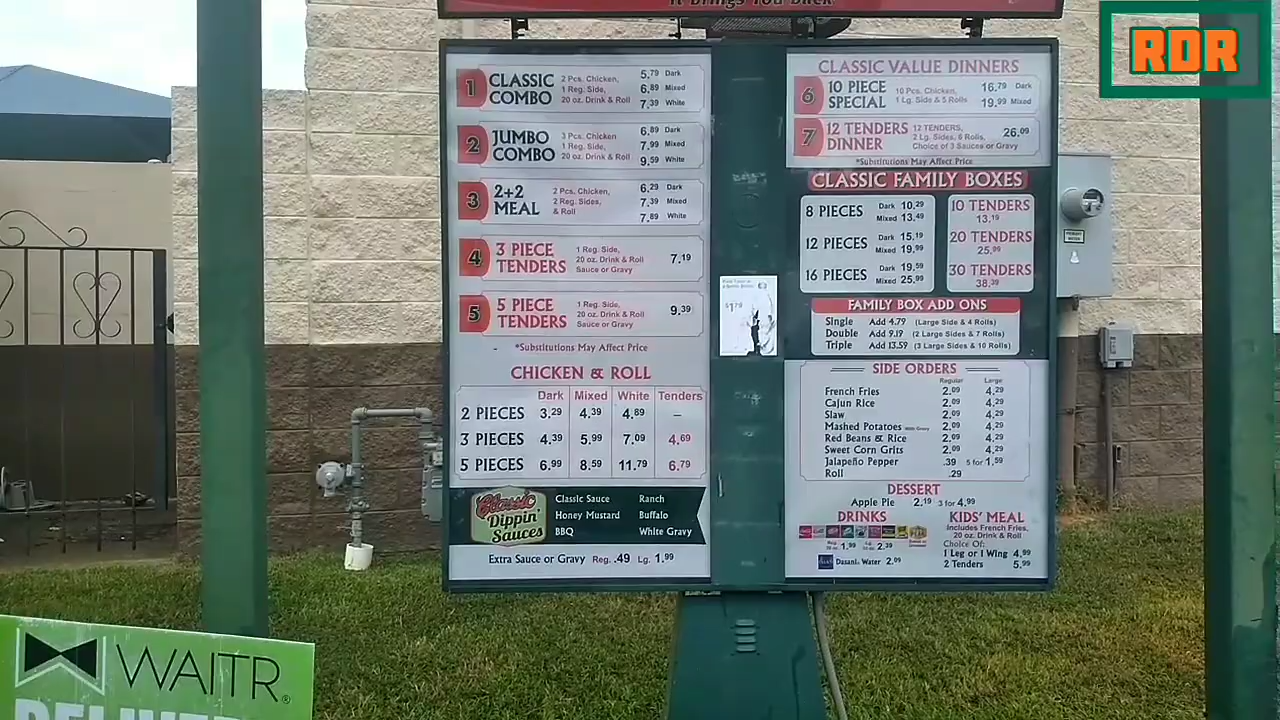 It Brings You Back
RDR
1 CLASSIC COMBO
2 Pcs. Chicken, 5.79 Dark
1 Reg. Side, 6.89 Mixed
20 oz. Drink & Roll 7.39 White
2 JUMBO COMBO
3 Pcs. Chicken 6.89 Dark
1 Reg. Side, 7.99 Mixed
20 oz. Drink & Roll 9.59 White
3 2+2 MEAL
2 Pcs. Chicken, 6.29 Dark
2 Reg. Sides, 7.39 Mixed
& Roll 7.89 White
4 3 PIECE TENDERS
1 Reg. Side,
20 oz. Drink & Roll 7.19
Sauce or Gravy
5 5 PIECE TENDERS
1 Reg. Side,
20 oz. Drink & Roll 9.39
Sauce or Gravy
*Substitutions May Affect Price
CHICKEN & ROLL
Dark Mixed White Tenders
2 PIECES 3.29 4.39 4.89 –
3 PIECES 4.39 5.99 7.09 4.69
5 PIECES 6.99 8.59 11.79 6.79
Classic Dippin' Sauces
Classic Sauce Ranch
Honey Mustard Buffalo
BBQ White Gravy
Extra Sauce or Gravy Reg. .49 Lg. 1.99
$1.79
CLASSIC VALUE DINNERS
6 10 PIECE SPECIAL
10 Pcs. Chicken, 16.79 Dark
1 Lg. Side & 5 Rolls 19.99 Mixed
7 12 TENDERS DINNER
12 TENDERS,
2 Lg. Sides, 6 Rolls, 26.09
Choice of 3 Sauces or Gravy
*Substitutions May Affect Price
CLASSIC FAMILY BOXES
8 PIECES Dark 10.29 Mixed 13.49
12 PIECES Dark 15.19 Mixed 19.99
16 PIECES Dark 19.59 Mixed 25.99
10 TENDERS
13.19
20 TENDERS
25.99
30 TENDERS
38.39
FAMILY BOX ADD ONS
Single Add 4.79 (Large Side & 4 Rolls)
Double Add 9.19 (2 Large Sides & 7 Rolls)
Triple Add 13.59 (3 Large Sides & 10 Rolls)
SIDE ORDERS
Regular Large
French Fries 2.09 4.29
Cajun Rice 2.09 4.29
Slaw 2.09 4.29
Mashed Potatoes With Gravy 2.09 4.29
Red Beans & Rice 2.09 4.29
Sweet Corn Grits 2.09 4.29
Jalapeño Pepper .39 5 for 1.59
Roll .29
DESSERT
Apple Pie 2.19 3 for 4.99
DRINKS
Reg. 1.99 Lg. 2.39
Dasani Water 2.09
KIDS' MEAL
Includes French Fries,
20 oz. Drink & Roll
Choice Of:
1 Leg or 1 Wing 4.99
2 Tenders 5.99
WAITR